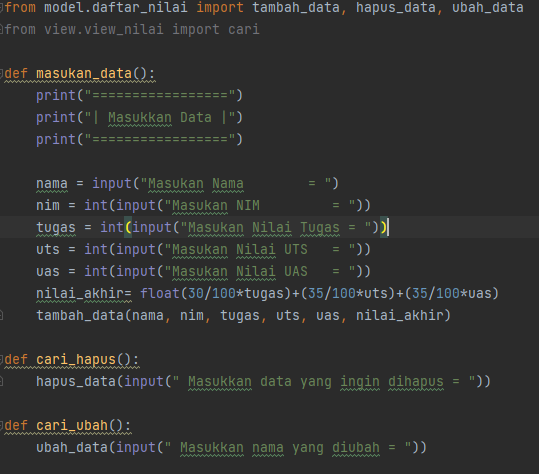 from model.daftar_nilai import tambah_data, hapus_data, ubah_data
from view.view_nilai import cari
def masukan_data():
print("=================")
print("| Masukkan Data |")
print("=================")
nama = input("Masukan Nama        = ")
nim = int(input("Masukan NIM         = "))
tugas = int(input("Masukan Nilai Tugas = "))
uts = int(input("Masukan Nilai UTS   = "))
uas = int(input("Masukan Nilai UAS   = "))
nilai_akhir= float(30/100*tugas)+(35/100*uts)+(35/100*uas)
tambah_data(nama, nim, tugas, uts, uas, nilai_akhir)
def cari_hapus():
hapus_data(input(" Masukkan data yang ingin dihapus = "))
def cari_ubah():
ubah_data(input(" Masukkan nama yang diubah = "))